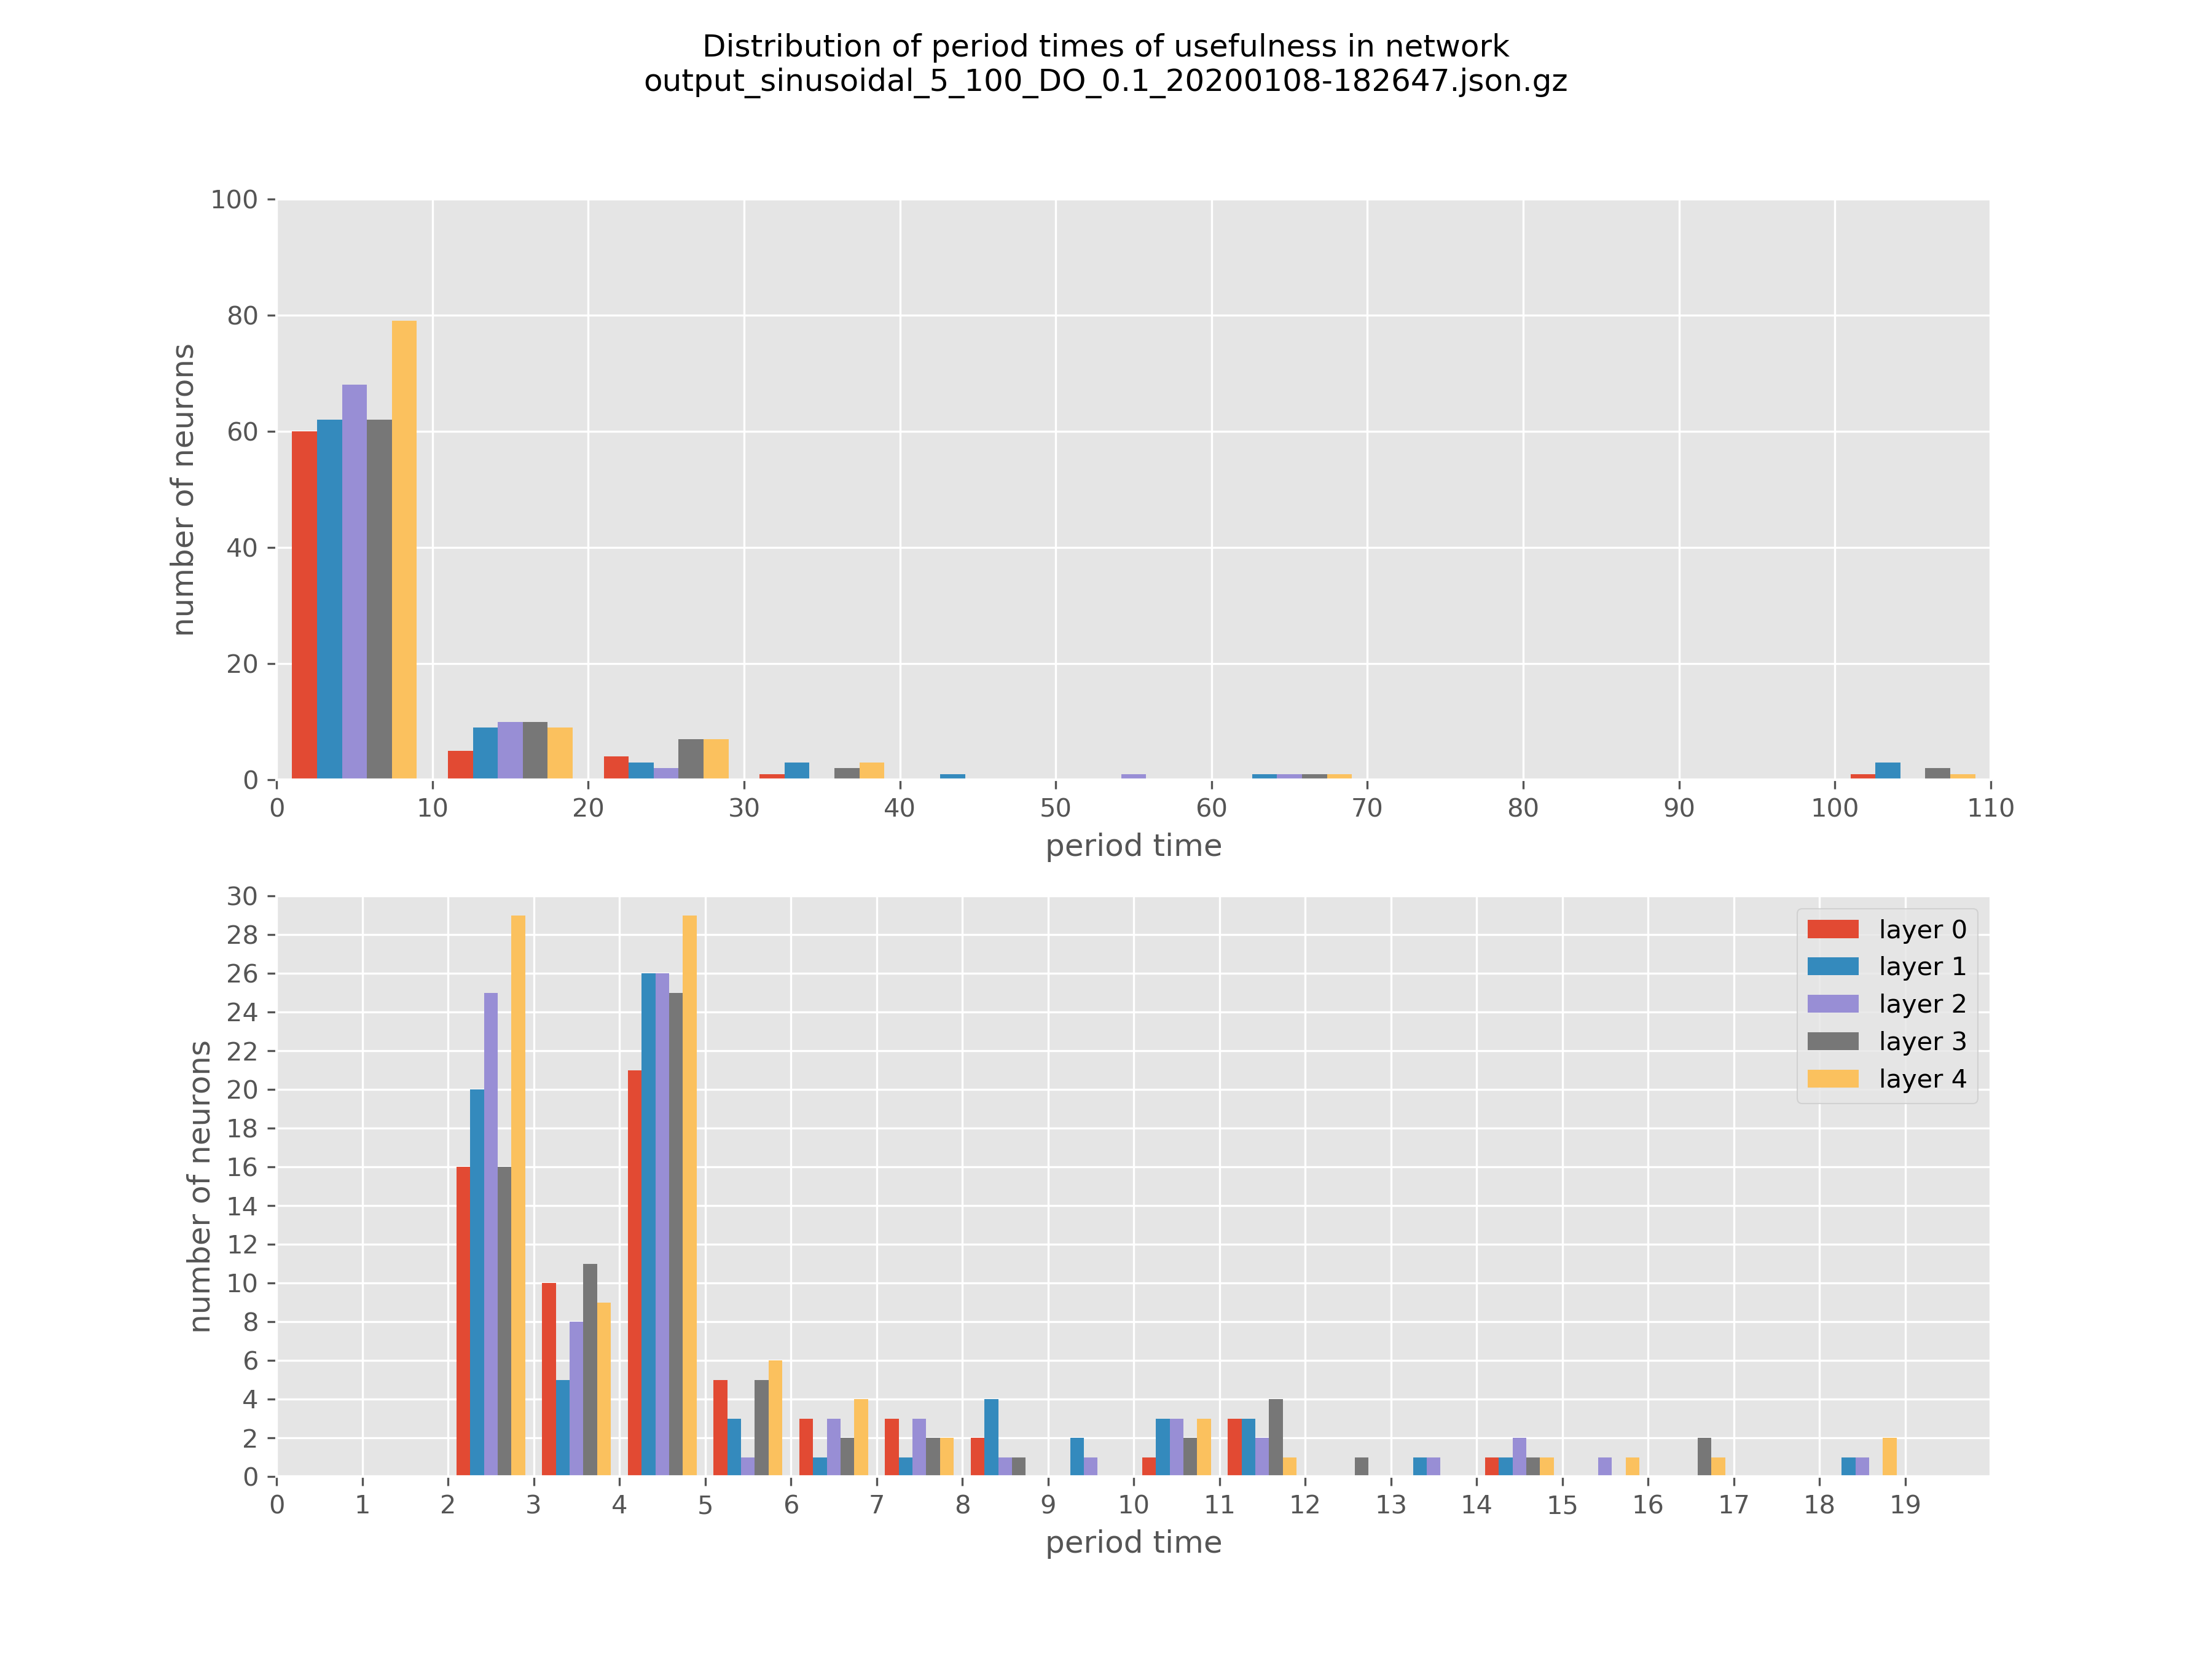 Distribution of period times of usefulness in network
output_sinusoidal_5_100_DO_0.1_20200108-182647.json.gz
100
80
60
40
20
0
number of neurons
0 10 20 30 40 50 60 70 80 90 100 110
period time
30
28
26
24
22
20
18
16
14
12
10
8
6
4
2
0
number of neurons
layer 0
layer 1
layer 2
layer 3
layer 4
0 1 2 3 4 5 6 7 8 9 10 11 12 13 14 15 16 17 18 19
period time